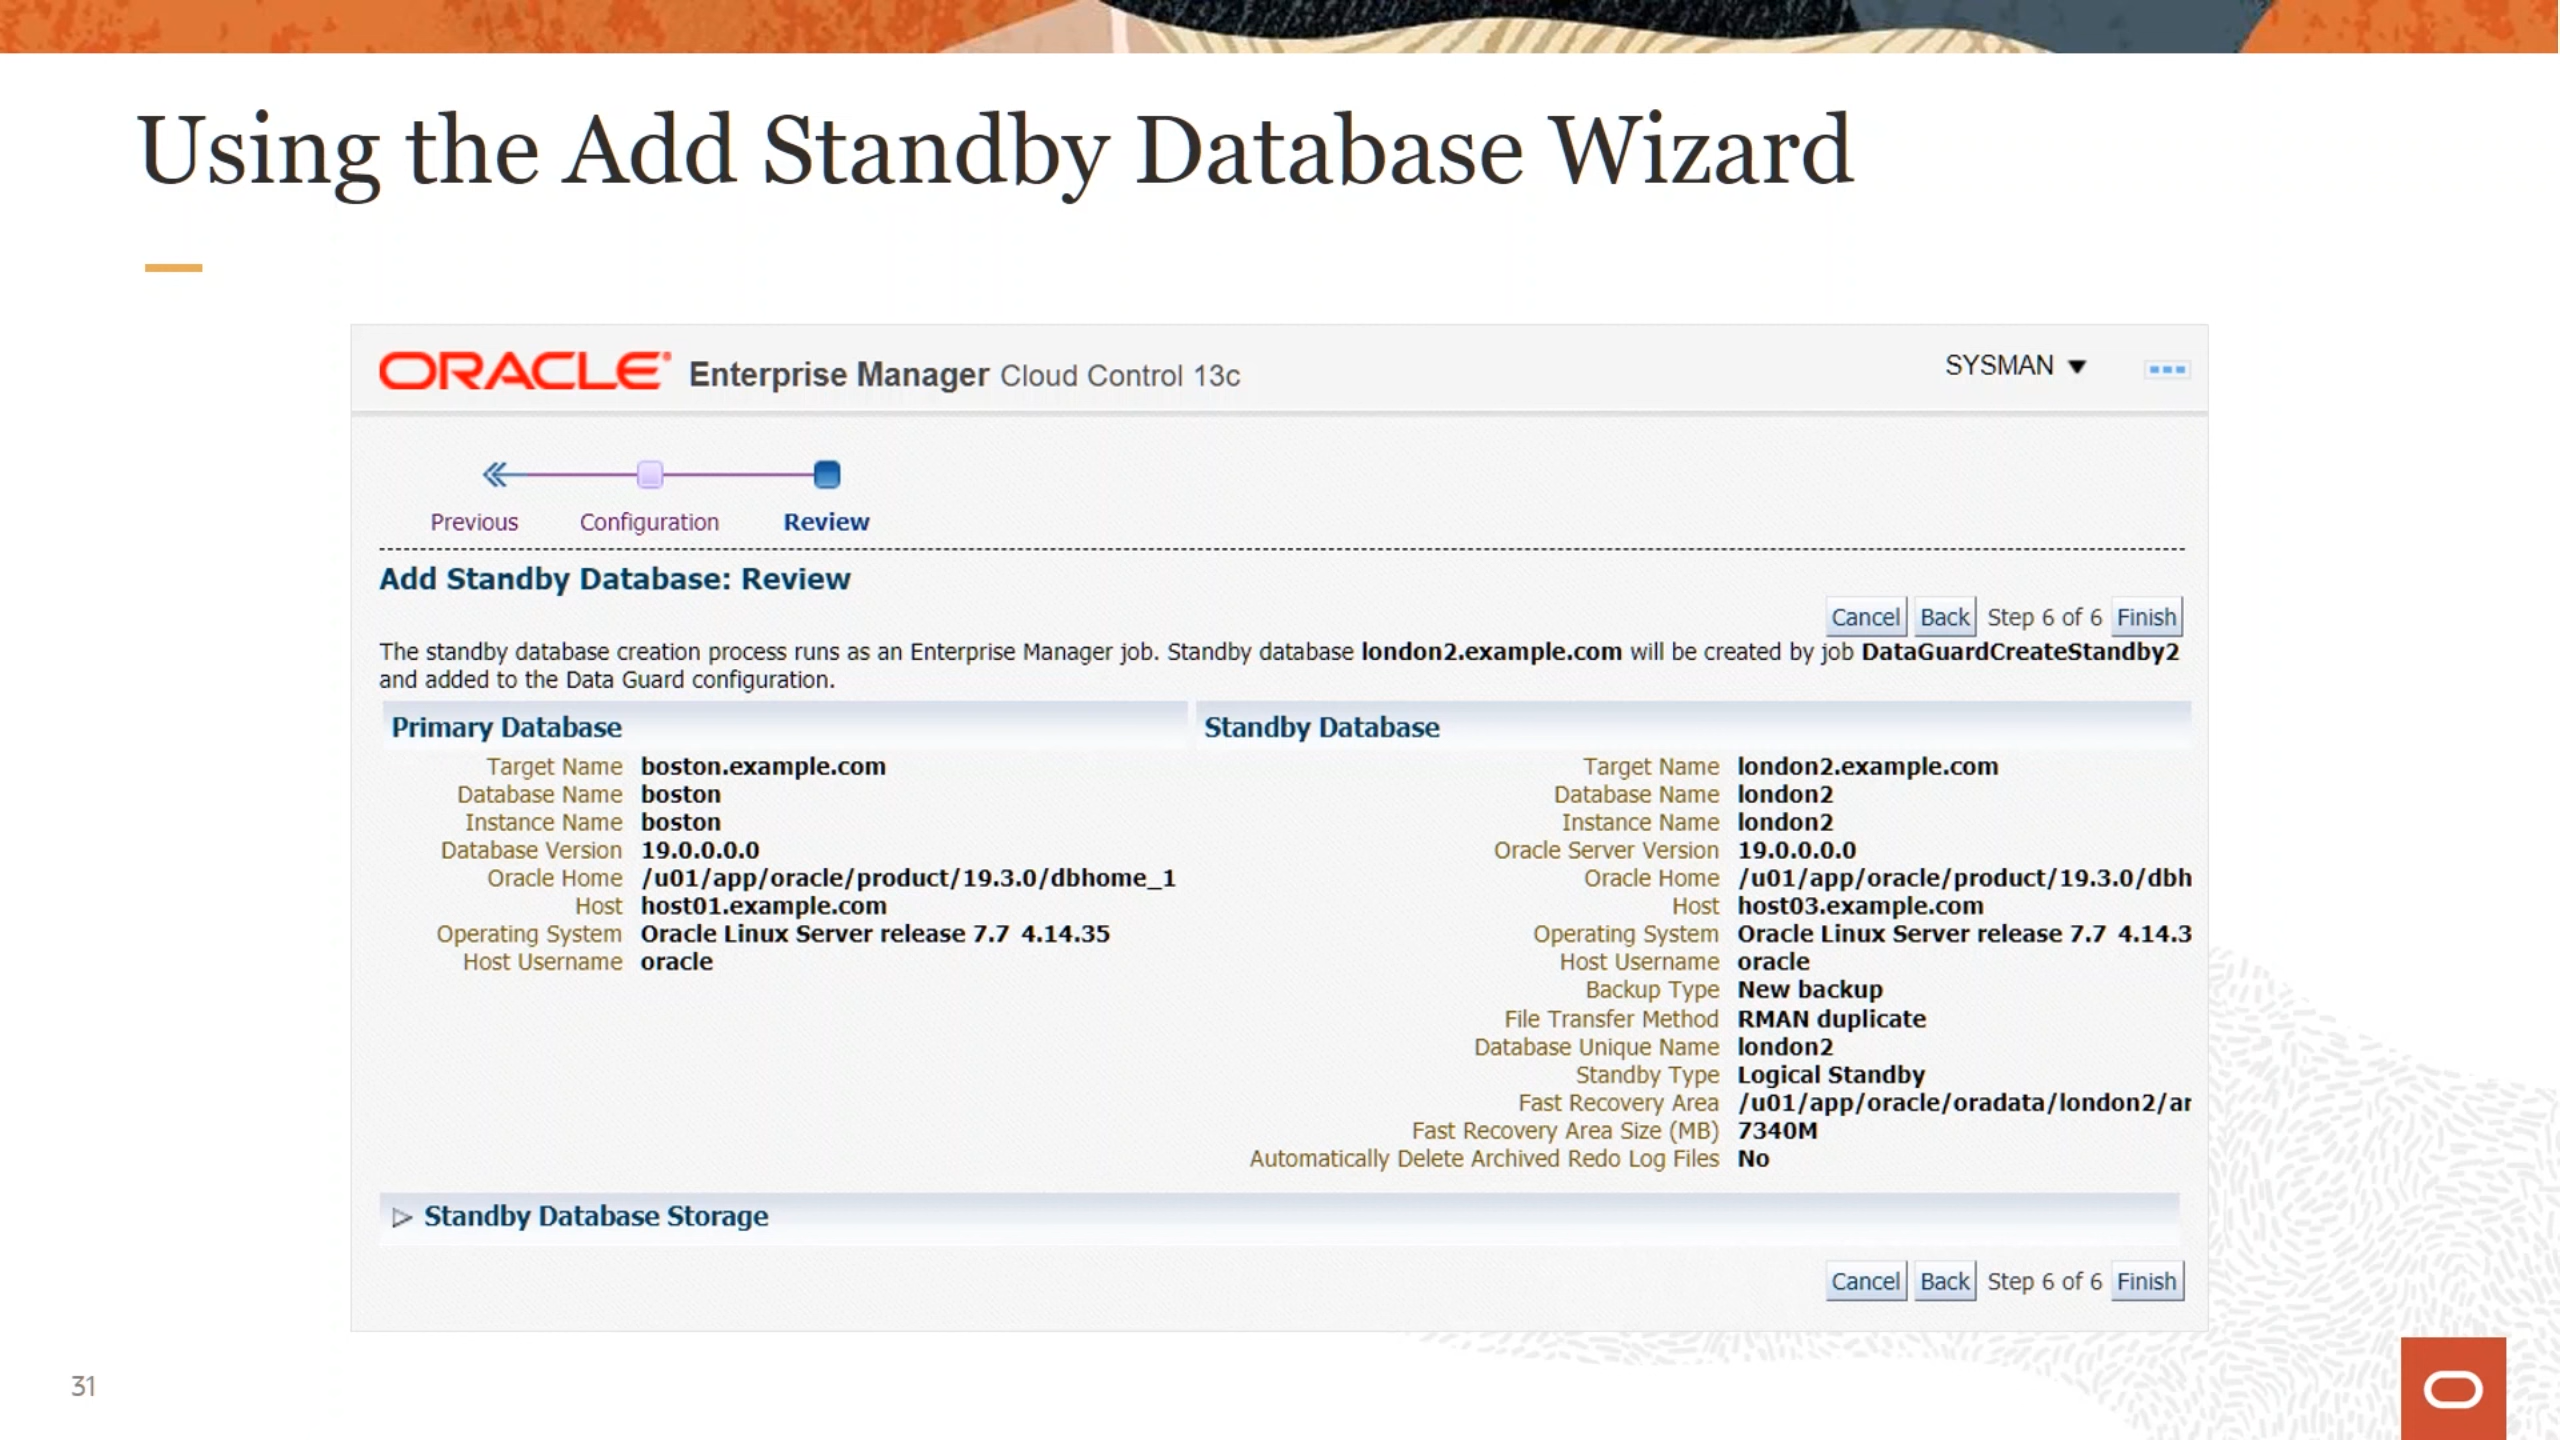 Using the Add Standby Database Wizard
ORACLE Enterprise Manager Cloud Control 13c
SYSMAN
Previous Configuration Review
Add Standby Database: Review
Cancel Back Step 6 of 6 Finish
The standby database creation process runs as an Enterprise Manager job. Standby database london2.example.com will be created by job DataGuardCreateStandby2
and added to the Data Guard configuration.
Primary Database
Target Name boston.example.com
Database Name boston
Instance Name boston
Database Version 19.0.0.0.0
Oracle Home /u01/app/oracle/product/19.3.0/dbhome_1
Host host01.example.com
Operating System Oracle Linux Server release 7.7 4.14.35
Host Username oracle
Standby Database
Target Name london2.example.com
Database Name london2
Instance Name london2
Oracle Server Version 19.0.0.0.0
Oracle Home /u01/app/oracle/product/19.3.0/dbh
Host host03.example.com
Operating System Oracle Linux Server release 7.7 4.14.3
Host Username oracle
Backup Type New backup
File Transfer Method RMAN duplicate
Database Unique Name london2
Standby Type Logical Standby
Fast Recovery Area /u01/app/oracle/oradata/london2/ar
Fast Recovery Area Size (MB) 7340M
Automatically Delete Archived Redo Log Files No
Standby Database Storage
Cancel Back Step 6 of 6 Finish
31